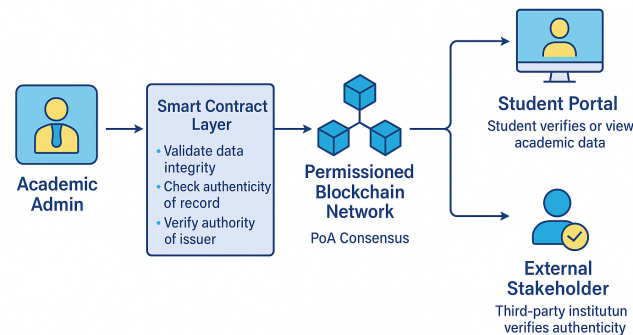 Academic
Admin
Smart Contract
Layer
• Validate data
integrity
• Check authenticity
of record
• Verify authority
of issuer
Permissioned
Blockchain
Network
PoA Consensus
Student Portal
Student verifies or view
academic data
External
Stakeholder
Third-party institutun
verifies authenticity